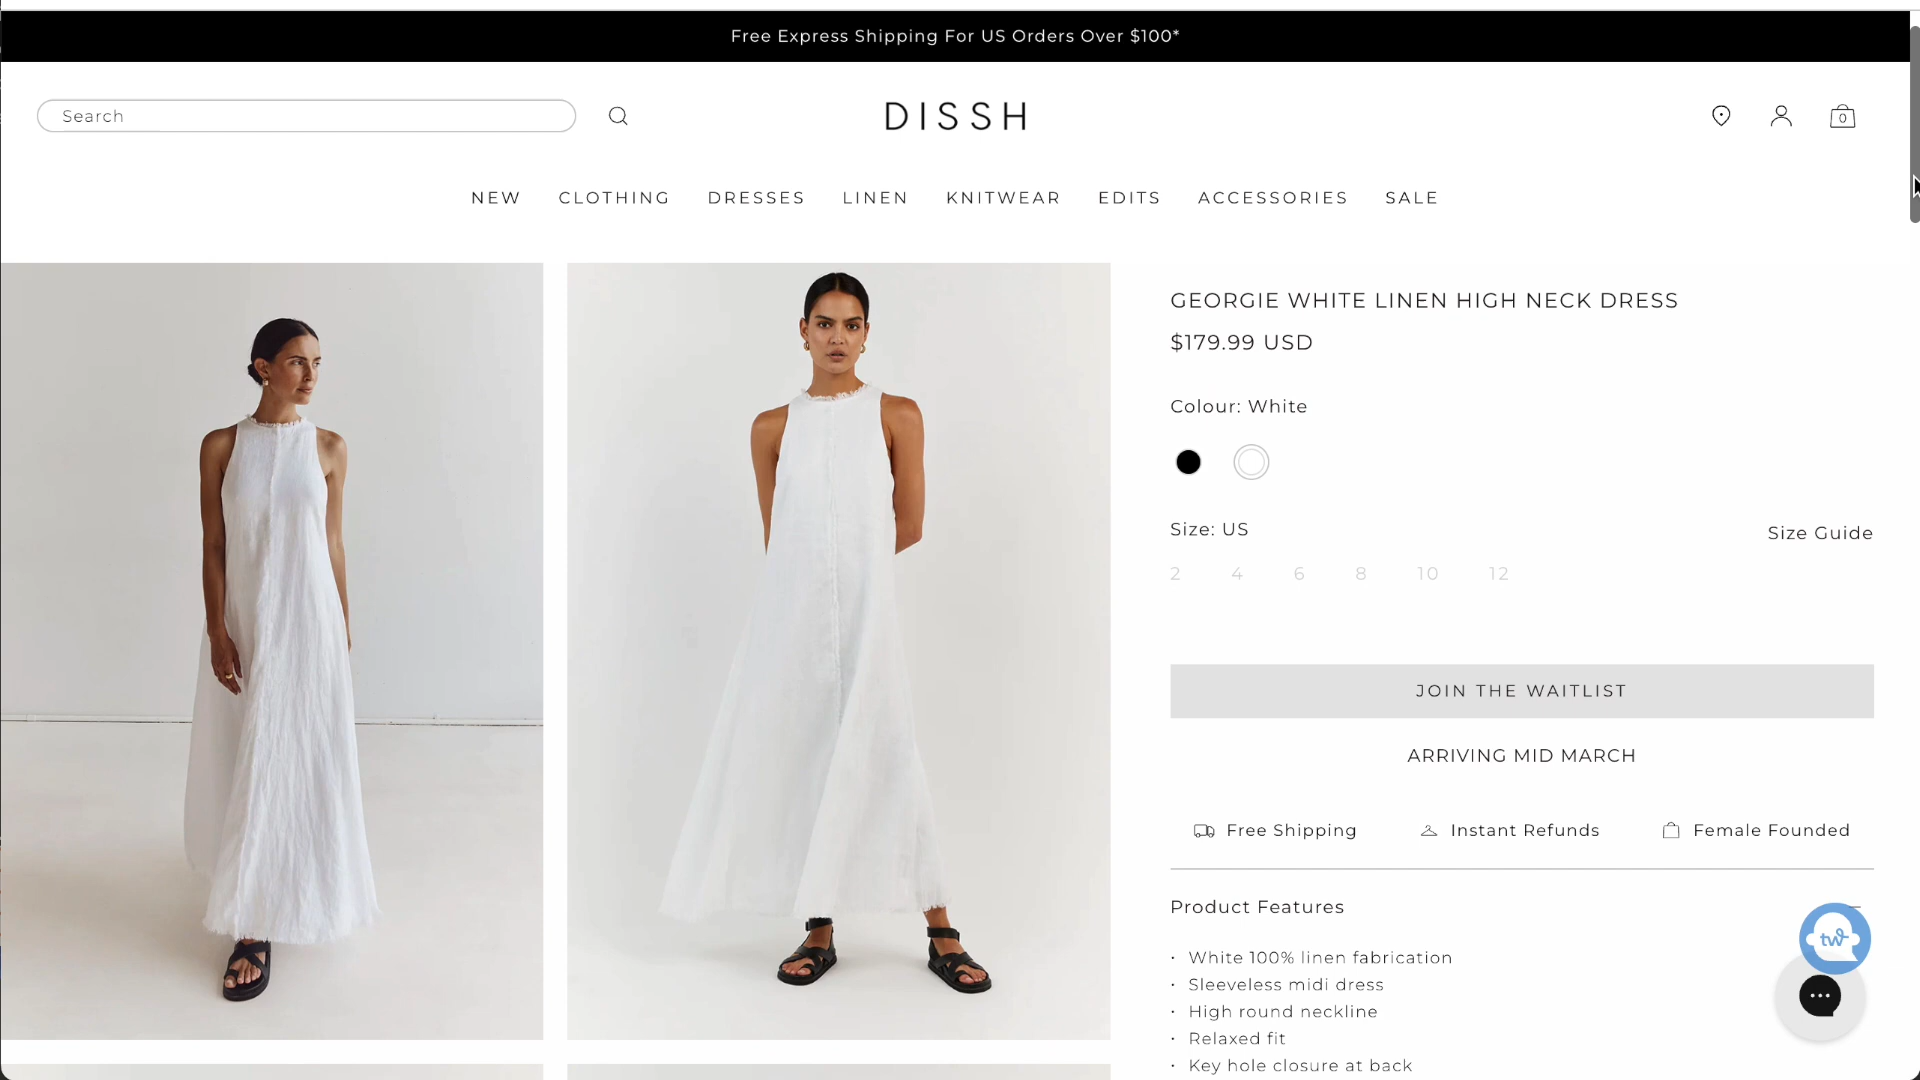 Free Express Shipping For US Orders Over $100*
Search
DISSH
0
NEW CLOTHING DRESSES LINEN KNITWEAR EDITS ACCESSORIES SALE
GEORGIE WHITE LINEN HIGH NECK DRESS
$179.99 USD
Colour: White
Size: US
Size Guide
2 4 6 8 10 12
JOIN THE WAITLIST
ARRIVING MID MARCH
Free Shipping Instant Refunds Female Founded
Product Features
tw
• White 100% linen fabrication
• Sleeveless midi dress
• High round neckline
• Relaxed fit
• Key hole closure at back